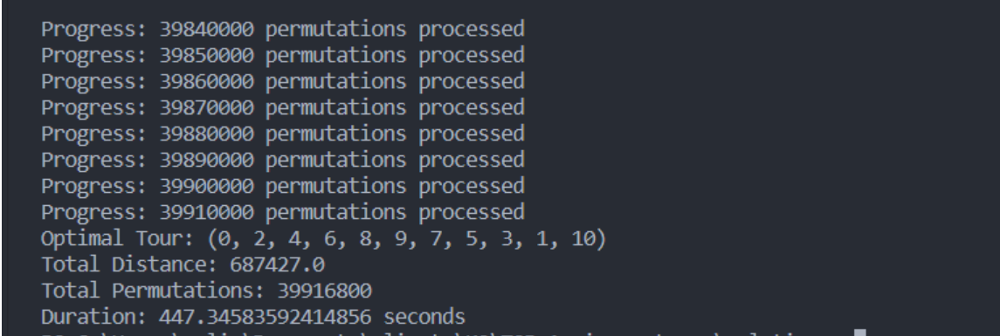 Progress: 39840000 permutations processed
Progress: 39850000 permutations processed
Progress: 39860000 permutations processed
Progress: 39870000 permutations processed
Progress: 39880000 permutations processed
Progress: 39890000 permutations processed
Progress: 39900000 permutations processed
Progress: 39910000 permutations processed
Optimal Tour: (0, 2, 4, 6, 8, 9, 7, 5, 3, 1, 10)
Total Distance: 687427.0
Total Permutations: 39916800
Duration: 447.34583592414856 seconds